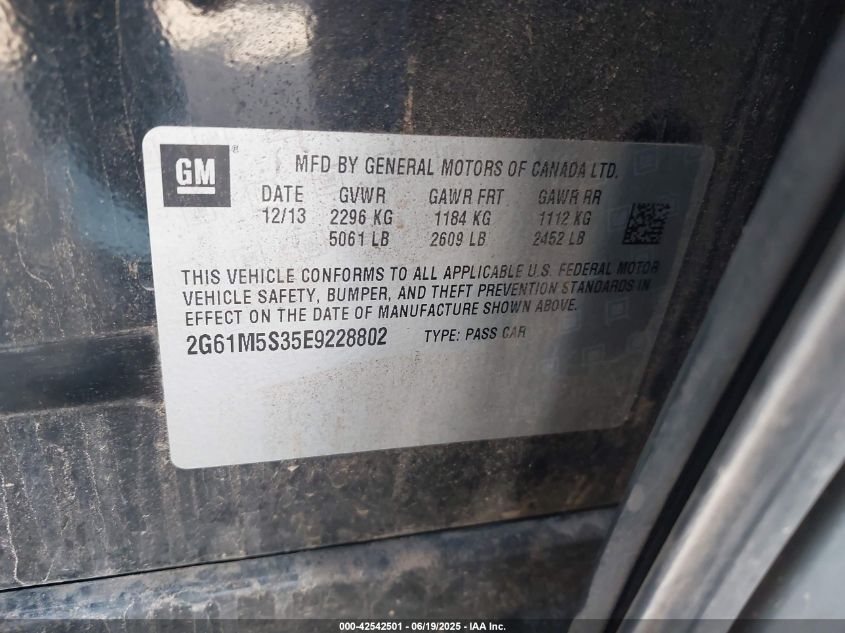 GM ®
MFD BY GENERAL MOTORS OF CANADA LTD.
DATE GVWR GAWR FRT GAWR RR
12/13 2296 KG 1184 KG 1112 KG
5061 LB 2609 LB 2452 LB
THIS VEHICLE CONFORMS TO ALL APPLICABLE U.S. FEDERAL MOTOR
VEHICLE SAFETY, BUMPER, AND THEFT PREVENTION STANDARDS IN
EFFECT ON THE DATE OF MANUFACTURE SHOWN ABOVE.
2G61M5S35E9228802 TYPE: PASS CAR
000-42542501 - 06/19/2025 - IAA Inc.